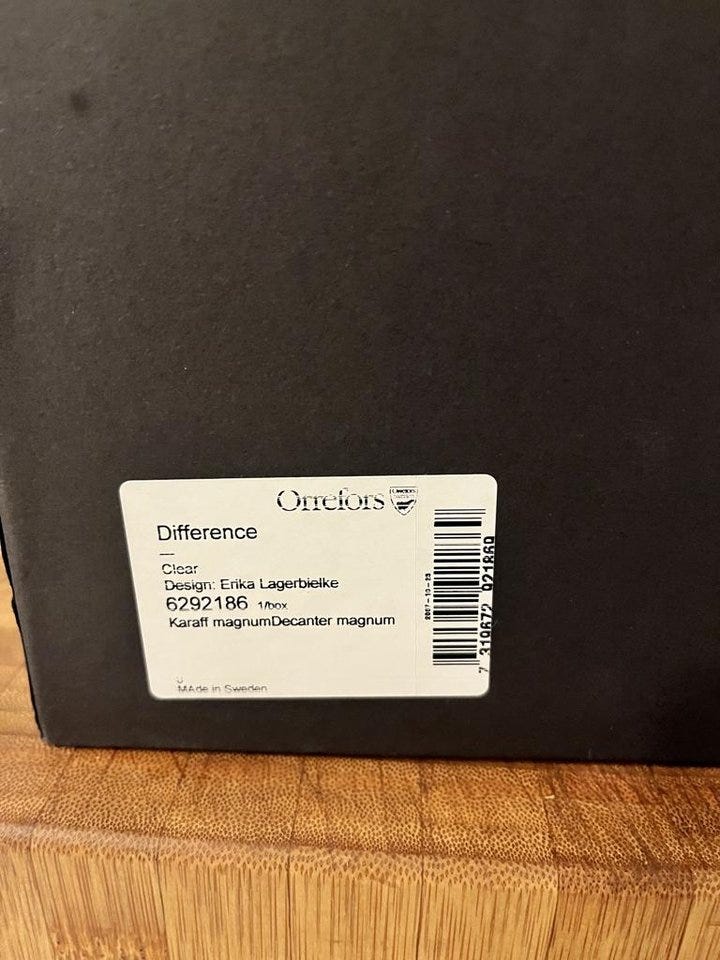 Orrefors
Difference
—
Clear
Design: Erika Lagerbielke
6292186 1/box
Karaff magnumDecanter magnum
MAde in Sweden
2007-10-23
7 319672 921869